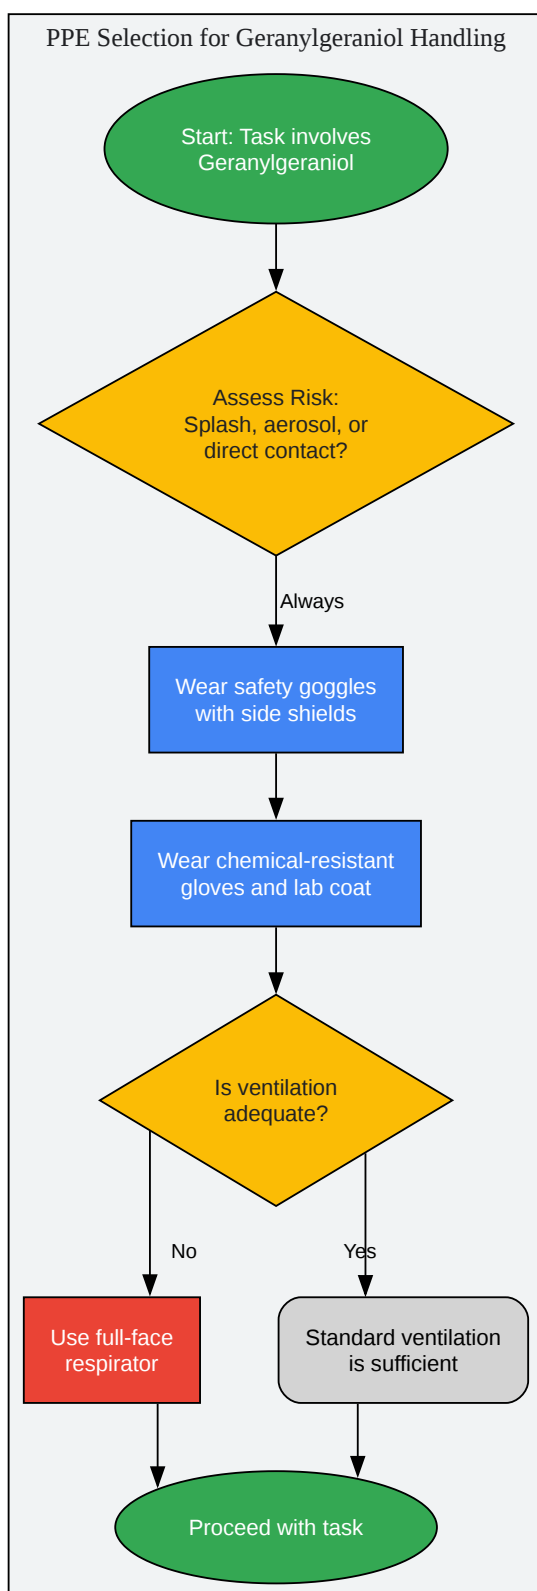 PPE Selection for Geranylgeraniol Handling
Start: Task involves
Geranylgeraniol
Assess Risk:
Splash, aerosol, or
direct contact?
Always
Wear safety goggles
with side shields
Wear chemical-resistant
gloves and lab coat
Is ventilation
adequate?
No
Yes
Use full-face
respirator
Standard ventilation
is sufficient
Proceed with task